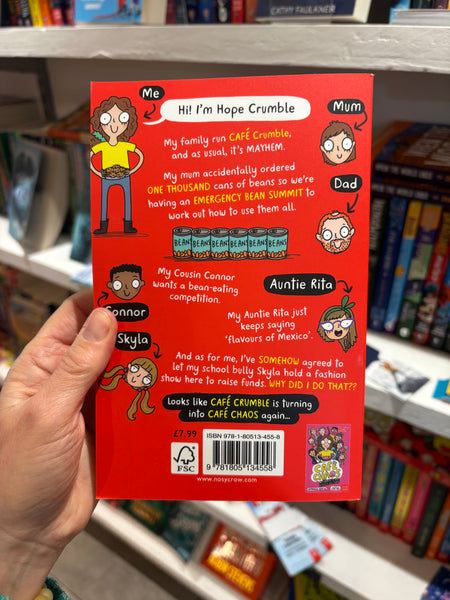 CATHY FAULKNER
Me
Hi! I'm Hope Crumble
Mum
My family run CAFÉ Crumble,
and as usual, it's MAYHEM.
My mum accidentally ordered
ONE THOUSAND cans of beans so we're
having an EMERGENCY BEAN SUMMIT to
work out how to use them all.
Dad
BEANS BEANS BEANS BEANS BEANS BEANS
My Cousin Connor
wants a bean-eating
competition.
Connor
Auntie Rita
My Auntie Rita just
keeps saying
'flavours of Mexico'.
Skyla
And as for me, I've SOMEHOW agreed to
let my school bully Skyla hold a fashion
show here to raise funds. WHY DID I DO THAT??
Looks like CAFÉ CRUMBLE is turning
into CAFÉ CHAOS again...
£7.99
FSC
ISBN 978-1-80513-455-8
9 781805 134558
www.nosycrow.com
CAFÉ
CHAOS